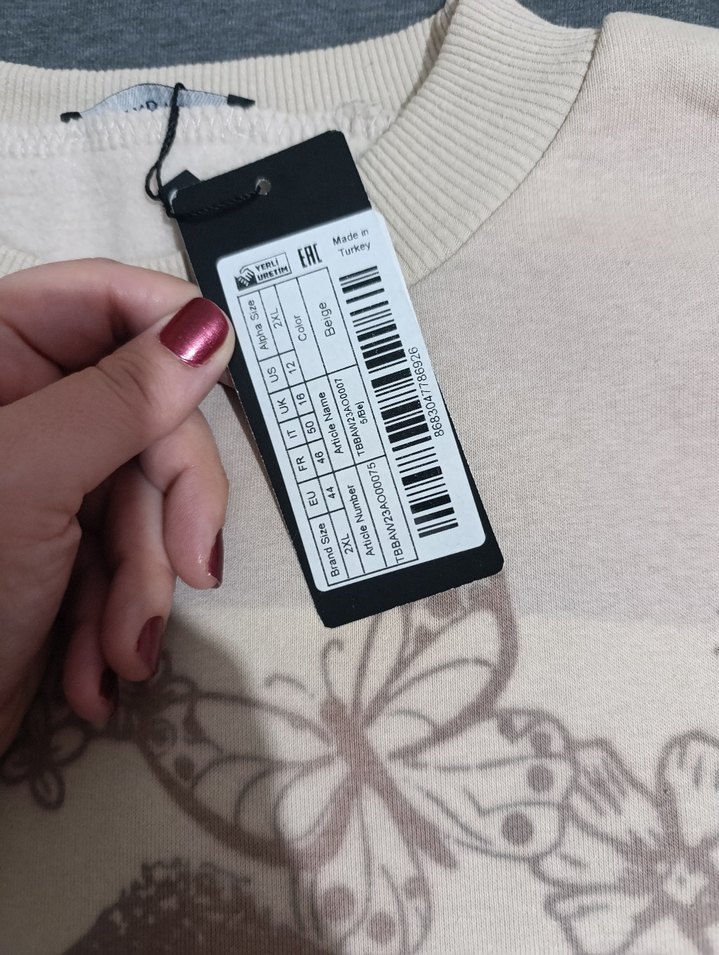 YERLİ
ÜRETİM
EAC
Made in
Turkey
Brand Size EU FR IT UK US Alpha Size
2XL 44 46 50 16 12 2XL
Article Number Article Name Color
TBBAW23AO00075 TBBAW23AO0007 Beige
5/Bej
8683047786926